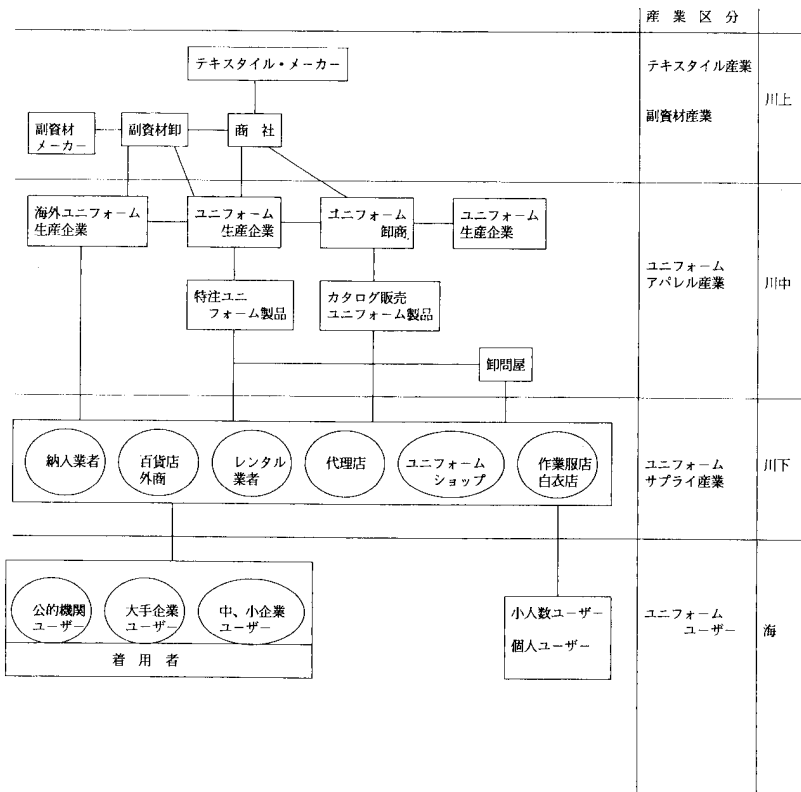 産業区分
テキスタイル・メーカー
テキスタイル産業
川上
副資材産業
副資材
メーカー
副資材卸
商社
海外ユニフォーム
生産企業
ユニフォーム
生産企業
ユニフォーム
卸商
ユニフォーム
生産企業
ユニフォーム
アパレル産業
川中
特注ユニ
フォーム製品
カタログ販売
ユニフォーム製品
卸問屋
納入業者
百貨店
外商
レンタル
業者
代理店
ユニフォーム
ショップ
作業服店
白衣店
ユニフォーム
サプライ産業
川下
公的機関
ユーザー
大手企業
ユーザー
中、小企業
ユーザー
着用者
小人数ユーザー
個人ユーザー
ユニフォーム
ユーザー
海